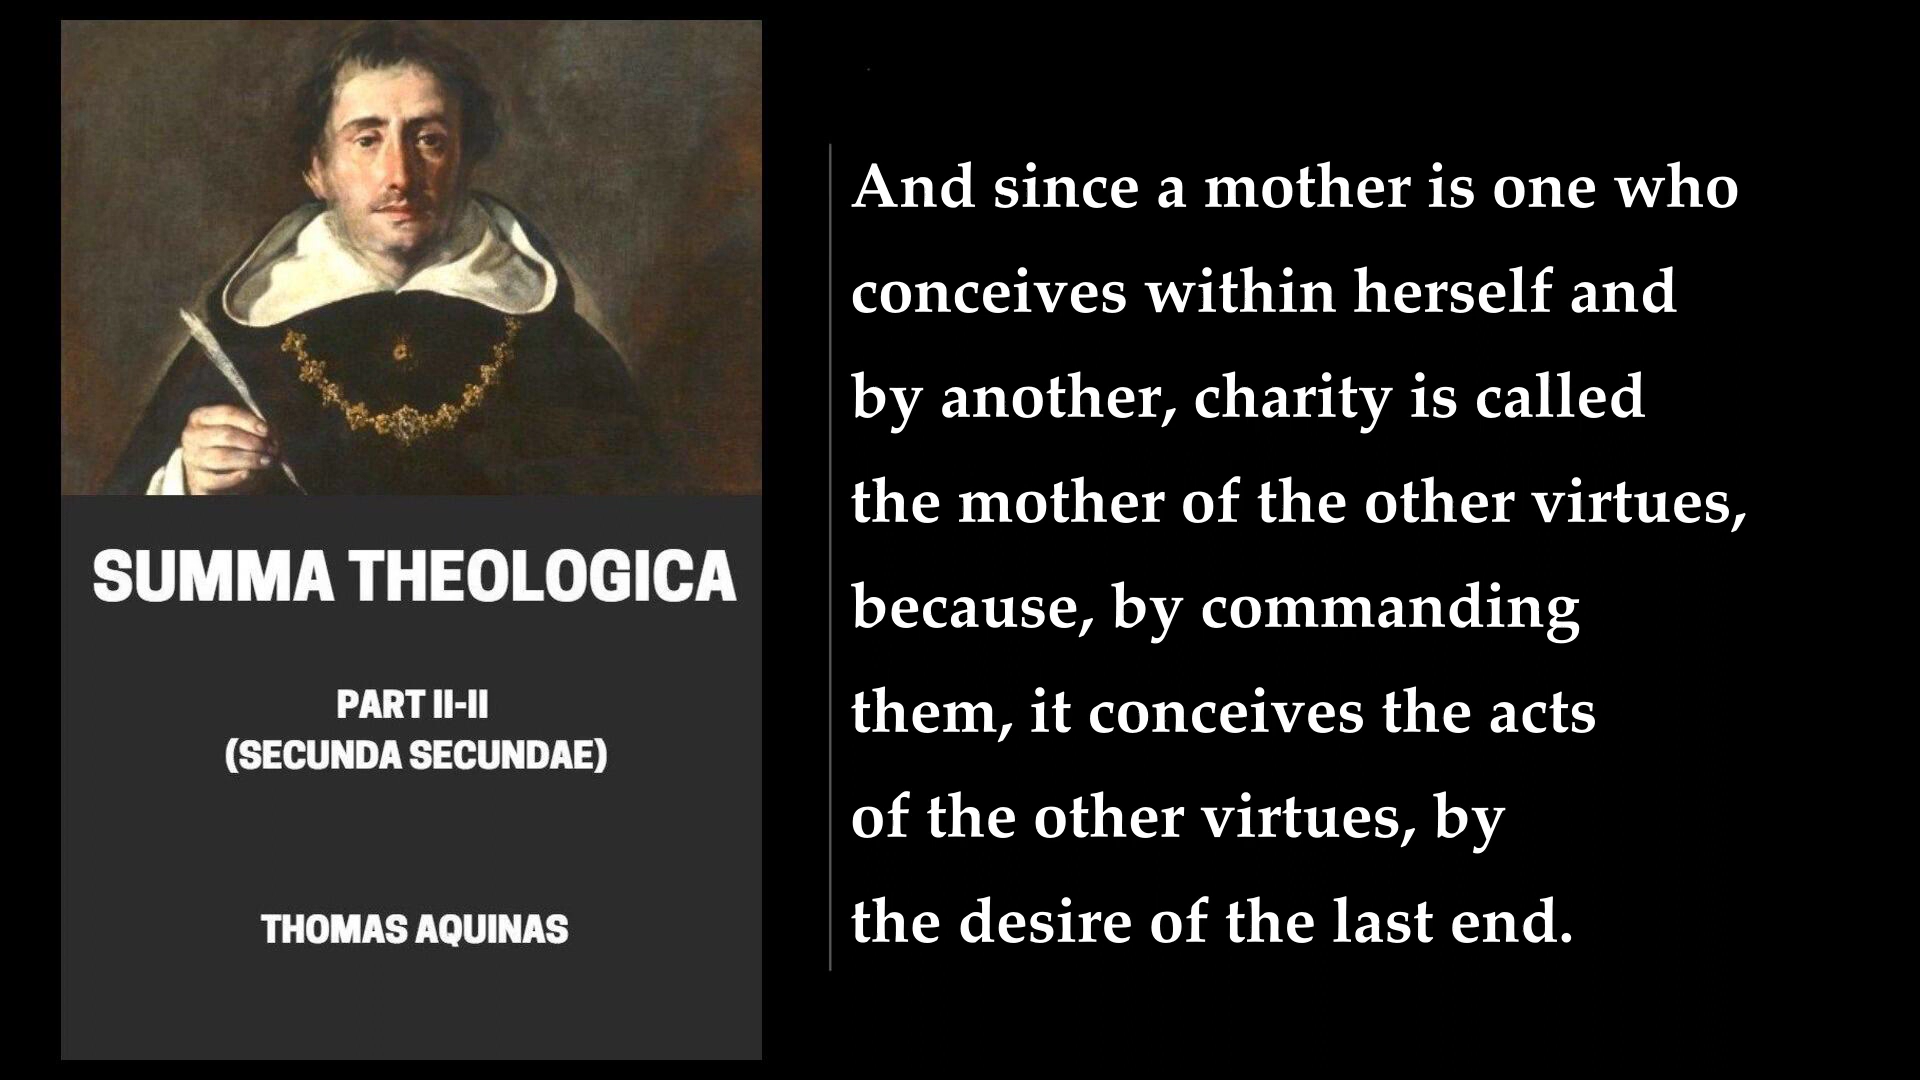 SUMMA THEOLOGICA
PART II-II
(SECUNDA SECUNDAE)
THOMAS AQUINAS
And since a mother is one who
conceives within herself and
by another, charity is called
the mother of the other virtues,
because, by commanding
them, it conceives the acts
of the other virtues, by
the desire of the last end.